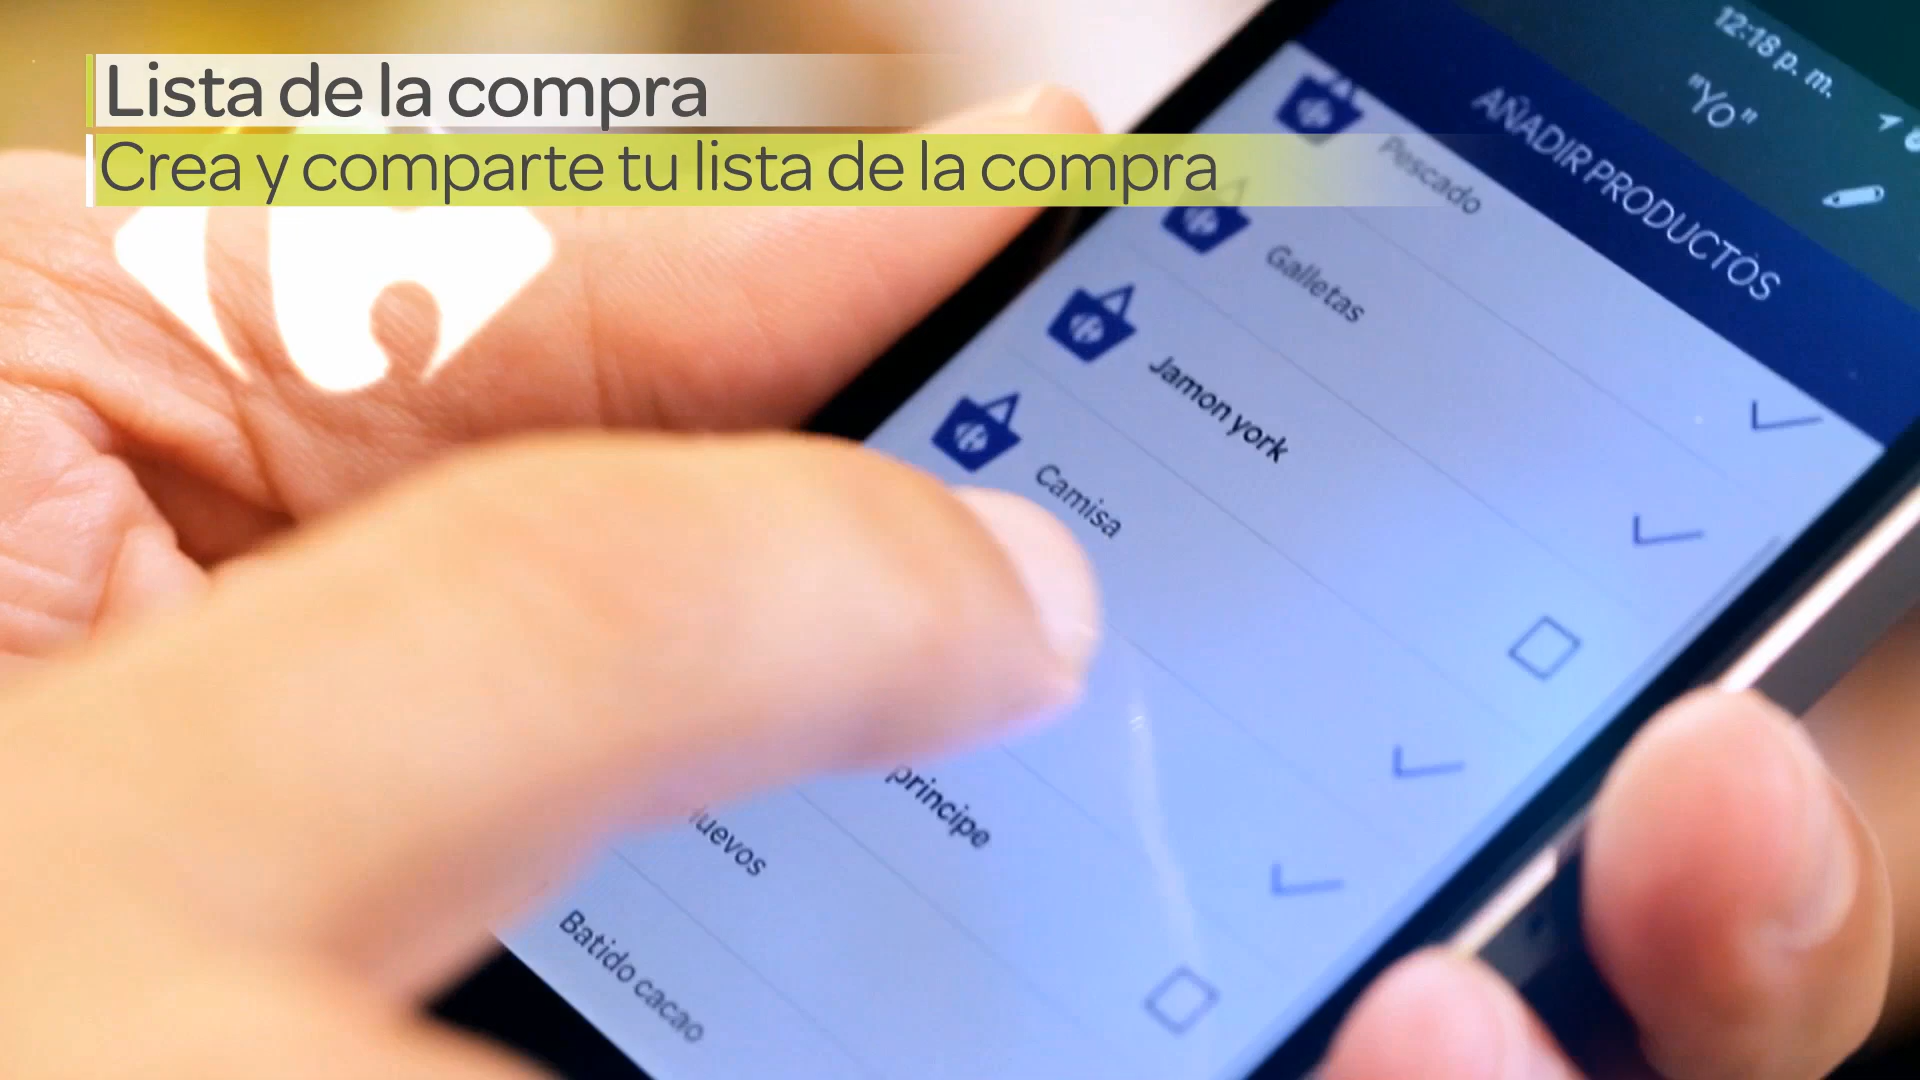 Lista de la compra
Crea y comparte tu lista de la compra
12:18 p. m.
"Yo"
AÑADIR PRODUCTOS
Pescado
Galletas
Jamon york
Camisa
principe
Batido cacao